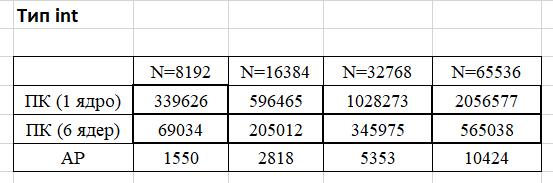 Тип int
N=8192 N=16384 N=32768 N=65536
ПК (1 ядро) 339626 596465 1028273 2056577
ПК (6 ядер) 69034 205012 345975 565038
АР 1550 2818 5353 10424